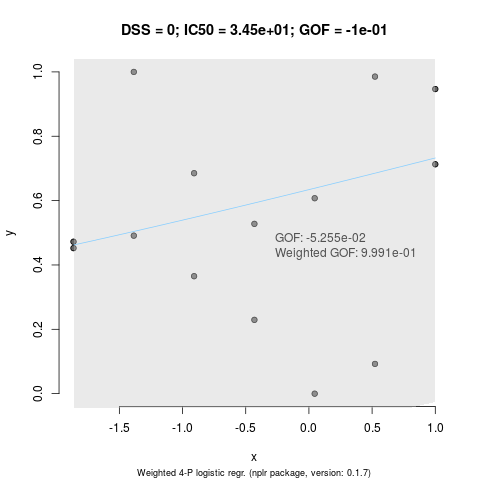 DSS = 0; IC50 = 3.45e+01; GOF = -1e-01
1.0
0.8
0.6
0.4
0.2
0.0
y
GOF: -5.255e-02
Weighted GOF: 9.991e-01
-1.5 -1.0 -0.5 0.0 0.5 1.0
x
Weighted 4-P logistic regr. (nplr package, version: 0.1.7)